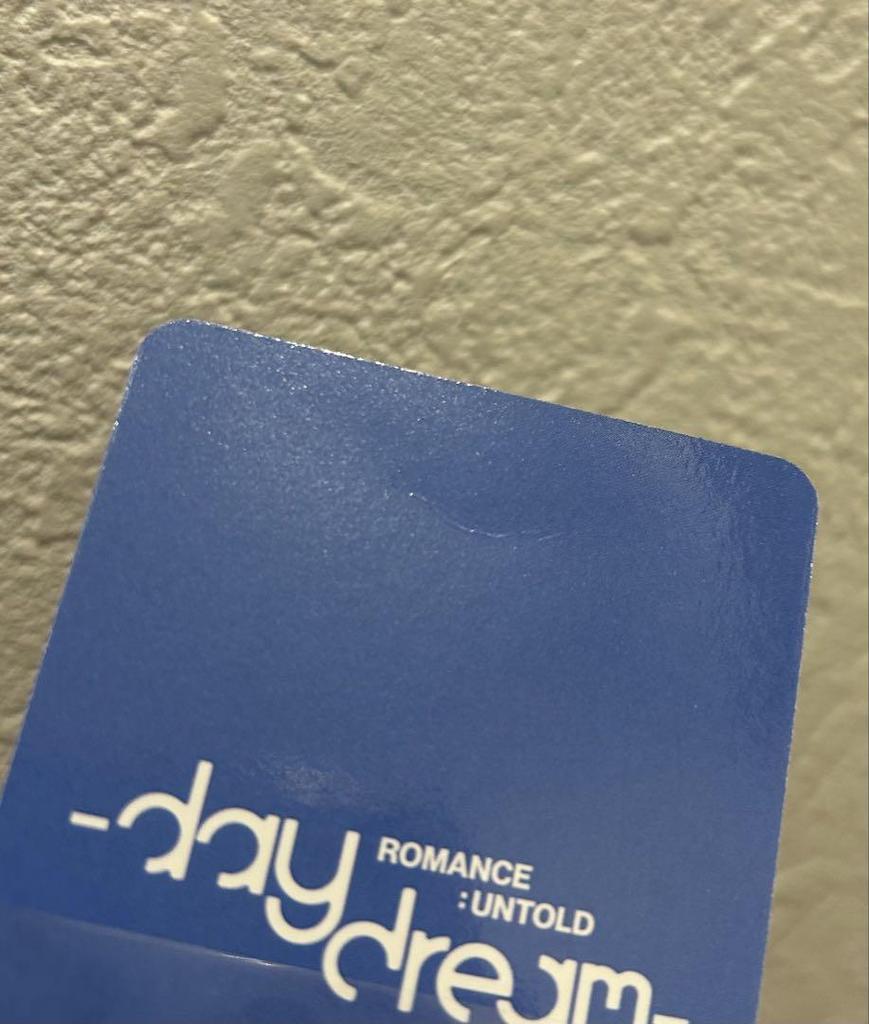 -day
ROMANCE
:UNTOLD
dream-